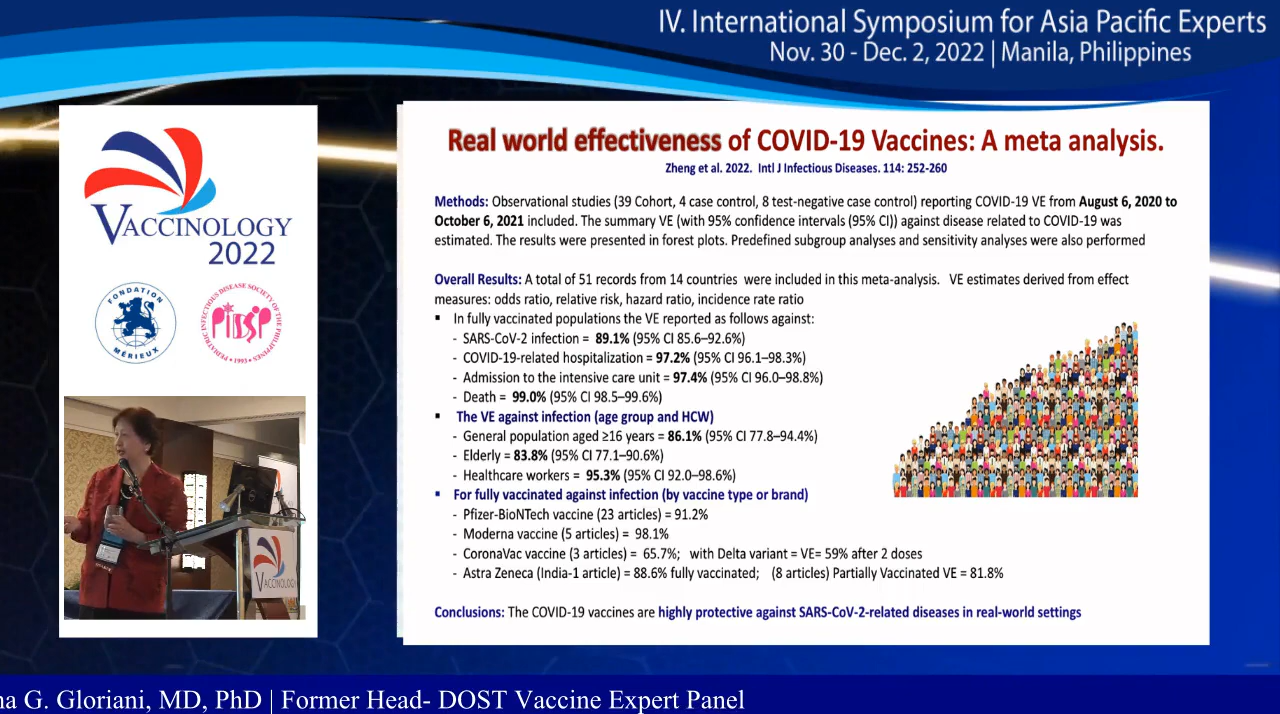 IV. International Symposium for Asia Pacific Experts
Nov. 30 - Dec. 2, 2022 | Manila, Philippines
VACCINOLOGY
2022
FONDATION
MÉRIEUX
PEDIATRIC INFECTIOUS DISEASE SOCIETY OF THE PHILIPPINES
PIDSP
• 1993 •
VACCINOLOGY
Real world effectiveness of COVID-19 Vaccines: A meta analysis.
Zheng et al. 2022. Intl J Infectious Diseases. 114: 252-260
Methods: Observational studies (39 Cohort, 4 case control, 8 test-negative case control) reporting COVID-19 VE from August 6, 2020 to
October 6, 2021 included. The summary VE (with 95% confidence intervals (95% CI)) against disease related to COVID-19 was
estimated. The results were presented in forest plots. Predefined subgroup analyses and sensitivity analyses were also performed
Overall Results: A total of 51 records from 14 countries were included in this meta-analysis. VE estimates derived from effect
measures: odds ratio, relative risk, hazard ratio, incidence rate ratio
▪ In fully vaccinated populations the VE reported as follows against:
- SARS-CoV-2 infection = 89.1% (95% CI 85.6–92.6%)
- COVID-19-related hospitalization = 97.2% (95% CI 96.1–98.3%)
- Admission to the intensive care unit = 97.4% (95% CI 96.0–98.8%)
- Death = 99.0% (95% CI 98.5–99.6%)
▪ The VE against infection (age group and HCW)
- General population aged ≥16 years = 86.1% (95% CI 77.8–94.4%)
- Elderly = 83.8% (95% CI 77.1–90.6%)
- Healthcare workers = 95.3% (95% CI 92.0–98.6%)
▪ For fully vaccinated against infection (by vaccine type or brand)
- Pfizer-BioNTech vaccine (23 articles) = 91.2%
- Moderna vaccine (5 articles) = 98.1%
- CoronaVac vaccine (3 articles) = 65.7%; with Delta variant = VE= 59% after 2 doses
- Astra Zeneca (India-1 article) = 88.6% fully vaccinated; (8 articles) Partially Vaccinated VE = 81.8%
Conclusions: The COVID-19 vaccines are highly protective against SARS-CoV-2-related diseases in real-world settings
na G. Gloriani, MD, PhD | Former Head- DOST Vaccine Expert Panel